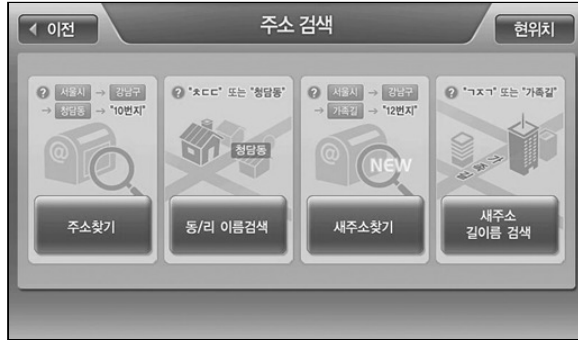 이전
주소 검색
현위치
? 서울시 → 강남구
→ 청담동 → "10번지"
주소찾기
? "ㅊㄷㄷ" 또는 "청담동"
청담동
동/리 이름검색
? 서울시 → 강남구
→ 가족길 → "12번지"
NEW
새주소찾기
? "ㄱㅈㄱ" 또는 "가족길"
가족길
새주소
길이름 검색